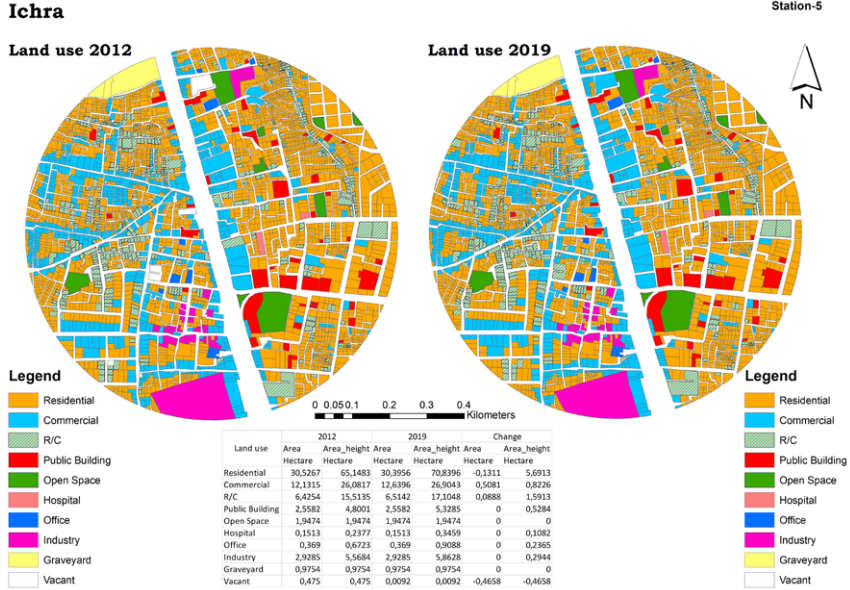 Ichra
Station-5
Land use 2012
Land use 2019
N
Legend
Residential
Commercial
R/C
Public Building
Open Space
Hospital
Office
Industry
Graveyard
Vacant
0 0.050.1 0.2 0.3 0.4
Kilometers
Land use 2012 2019 Change
Area Area_height Area Area_height Area Area_height
Hectare Hectare Hectare Hectare Hectare Hectare
Residential 30,5267 65,1483 30,3956 70,8396 -0,1311 5,6913
Commercial 12,1315 26,0817 12,6396 26,9043 0,5081 0,8226
R/C 6,4254 15,5135 6,5142 17,1048 0,0888 1,5913
Public Building 2,5582 4,8001 2,5582 5,3285 0 0,5284
Open Space 1,9474 1,9474 1,9474 1,9474 0 0
Hospital 0,1513 0,2377 0,1513 0,3459 0 0,1082
Office 0,369 0,6723 0,369 0,9088 0 0,2365
Industry 2,9285 5,5684 2,9285 5,8628 0 0,2944
Graveyard 0,9754 0,9754 0,9754 0,9754 0 0
Vacant 0,475 0,475 0,0092 0,0092 -0,4658 -0,4658
Legend
Residential
Commercial
R/C
Public Building
Open Space
Hospital
Office
Industry
Graveyard
Vacant